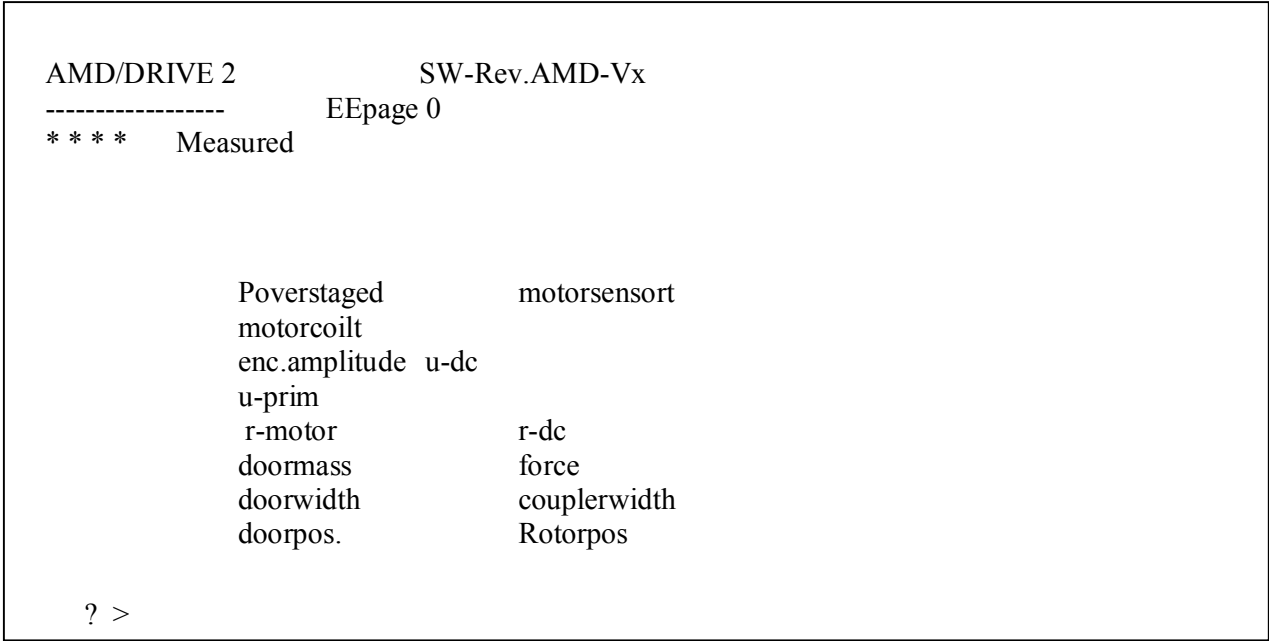 AMD/DRIVE 2 SW-Rev.AMD-Vx
------------------ EEpage 0
* * * * Measured
Poverstaged motorsensort
motorcoilt
enc.amplitude u-dc
u-prim
r-motor r-dc
doormass force
doorwidth couplerwidth
doorpos. Rotorpos
? >